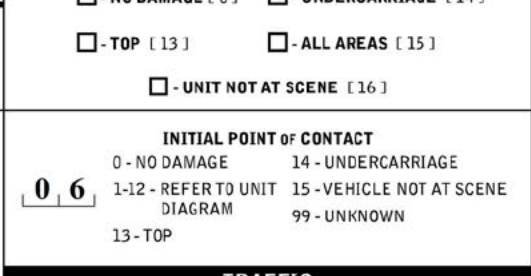 - NO DAMAGE [ 0 ] - UNDERCARRIAGE [ 14 ]
- TOP [ 13 ] - ALL AREAS [ 15 ]
- UNIT NOT AT SCENE [ 16 ]
INITIAL POINT OF CONTACT
0 - NO DAMAGE 14 - UNDERCARRIAGE
0 6 1-12 - REFER TO UNIT 15 - VEHICLE NOT AT SCENE
DIAGRAM 99 - UNKNOWN
13 - TOP
TRAFFIC